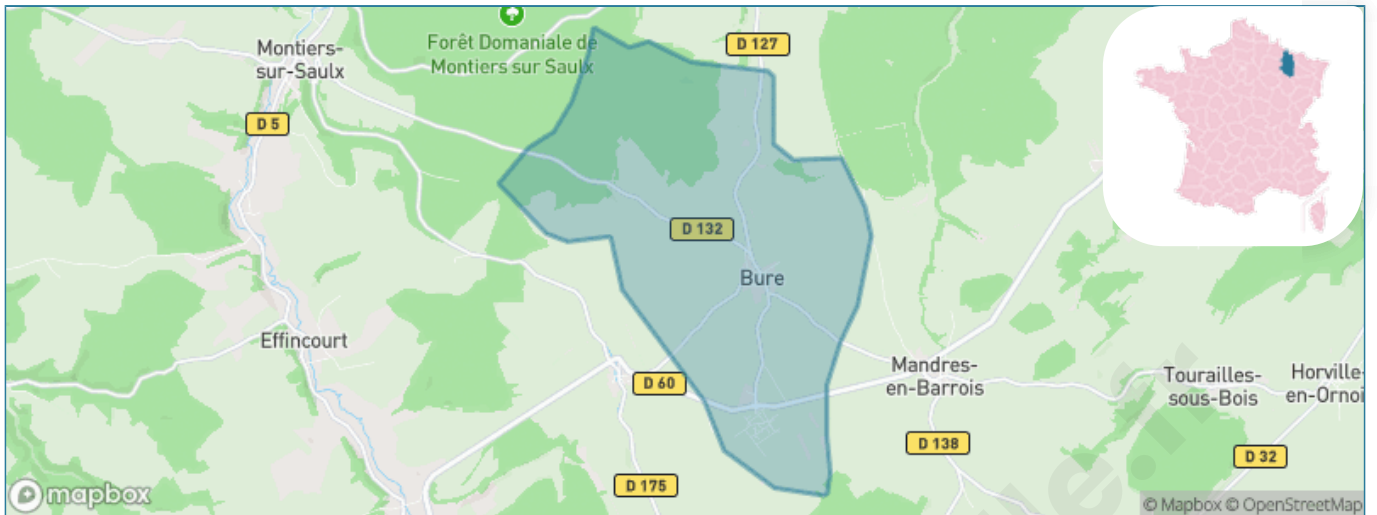 Forêt Domaniale de
Montiers sur Saulx
D 127
Montiers-
sur-Saulx
D 5
D 132
Bure
Effincourt
D 60
Mandres-
en-Barrois
Tourailles-
sous-Bois
Horville-
en-Ornoi
D 138
D 32
D 175
mapbox
© Mapbox © OpenStreetMap